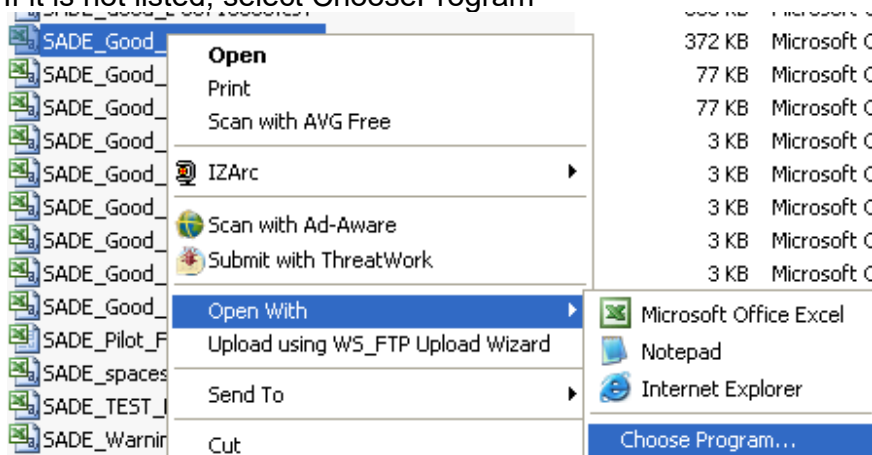 If it is not listed, select ChooseProgram
SADE_Good_
SADE_Good_
SADE_Good_
SADE_Good_
SADE_Good_
SADE_Good_
SADE_Good_
SADE_Good_
SADE_Good_
SADE_Pilot_F
SADE_spaces
SADE_TEST_
SADE_Warnin
Open
Print
Scan with AVG Free
IZArc
Scan with Ad-Aware
Submit with ThreatWork
Open With
Upload using WS_FTP Upload Wizard
Send To
Cut
372 KB Microsoft
77 KB Microsoft
77 KB Microsoft
3 KB Microsoft
3 KB Microsoft
3 KB Microsoft
3 KB Microsoft
3 KB Microsoft
Microsoft Office Excel
Notepad
Internet Explorer
Choose Program...